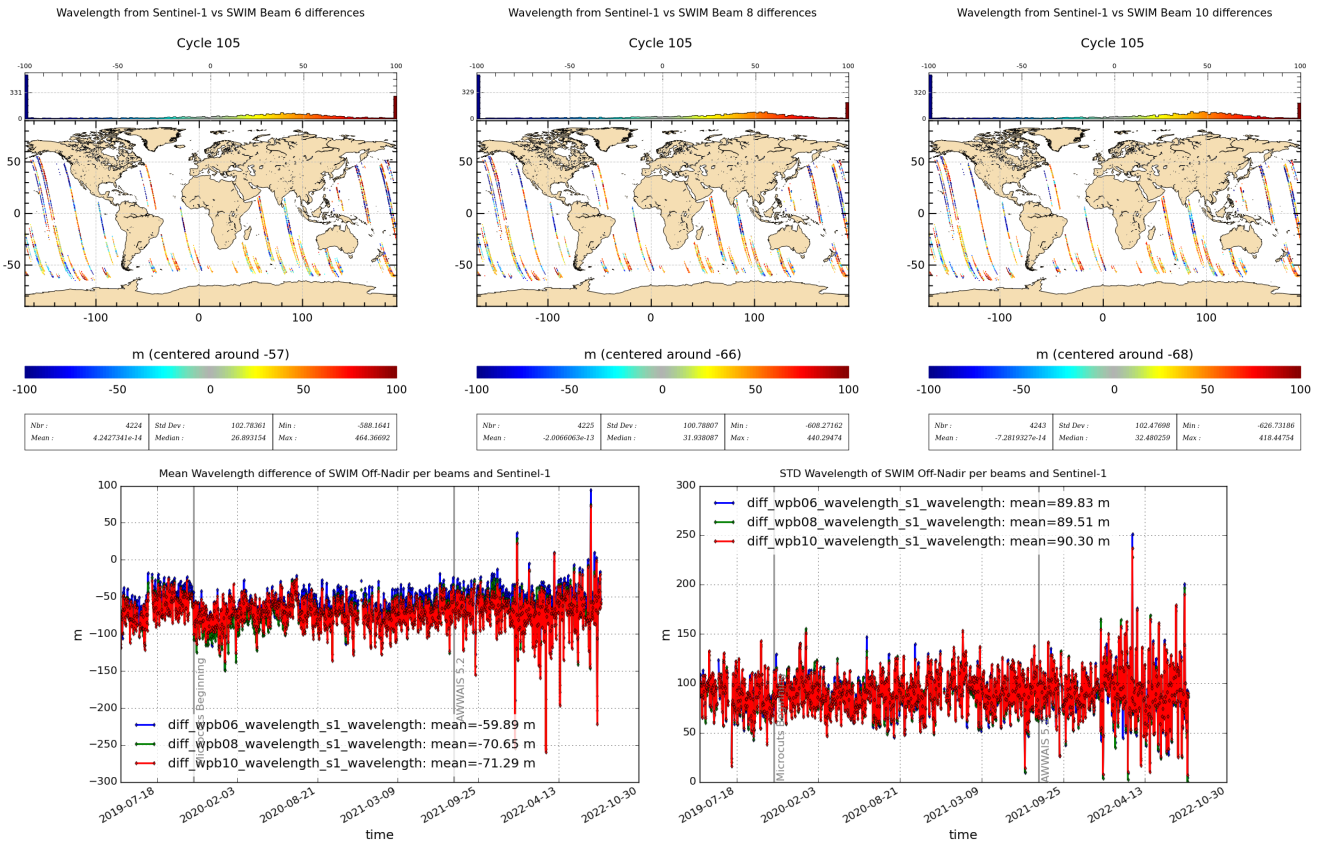 Wavelength from Sentinel-1 vs SWIM Beam 6 differences
Cycle 105
-100 -50 0 50 100
331
0
50
0
-50
-100 0 100
m (centered around -57)
-100 -50 0 50 100
Nbr : 4224 Std Dev : 102.78361 Min : -588.1641
Mean : 4.2427341e-14 Median : 26.893154 Max : 464.36692
Wavelength from Sentinel-1 vs SWIM Beam 8 differences
Cycle 105
-100 -50 0 50 100
329
0
50
0
-50
-100 0 100
m (centered around -66)
-100 -50 0 50 100
Nbr : 4225 Std Dev : 100.78807 Min : -608.27162
Mean : -2.0066063e-13 Median : 31.938087 Max : 440.29474
Wavelength from Sentinel-1 vs SWIM Beam 10 differences
Cycle 105
-100 -50 0 50 100
329
0
50
0
-50
-100 0 100
m (centered around -68)
-100 -50 0 50 100
Nbr : 4243 Std Dev : 102.47698 Min : -626.73186
Mean : -7.2819327e-14 Median : 32.480259 Max : 418.44754
Mean Wavelength difference of SWIM Off-Nadir per beams and Sentinel-1
100
50
0
−50
−100
−150
−200
−250
−300
m
Microcuts Beginning
AWWAIS 5.2
diff_wpb06_wavelength_s1_wavelength: mean=-59.89 m
diff_wpb08_wavelength_s1_wavelength: mean=-70.65 m
diff_wpb10_wavelength_s1_wavelength: mean=-71.29 m
2019-07-18 2020-02-03 2020-08-21 2021-03-09 2021-09-25 2022-04-13 2022-10-30
time
STD Wavelength of SWIM Off-Nadir per beams and Sentinel-1
300
250
200
150
100
50
0
m
diff_wpb06_wavelength_s1_wavelength: mean=89.83 m
diff_wpb08_wavelength_s1_wavelength: mean=89.51 m
diff_wpb10_wavelength_s1_wavelength: mean=90.30 m
Microcuts
AWWAIS
2019-07-18 2020-02-03 2020-08-21 2021-03-09 2021-09-25 2022-04-13 2022-10-30
time